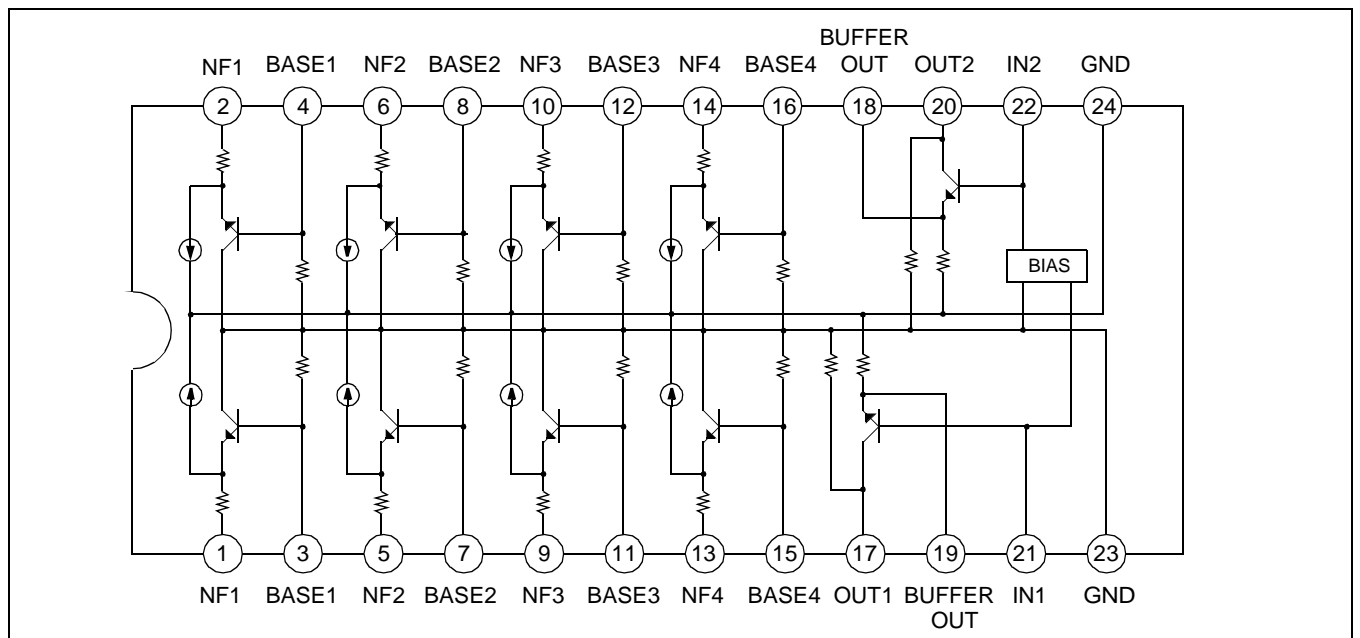 BUFFER
NF1 BASE1 NF2 BASE2 NF3 BASE3 NF4 BASE4 OUT OUT2 IN2 GND
2 4 6 8 10 12 14 16 18 20 22 24
BIAS
1 3 5 7 9 11 13 15 17 19 21 23
NF1 BASE1 NF2 BASE2 NF3 BASE3 NF4 BASE4 OUT1 BUFFER IN1 GND
OUT